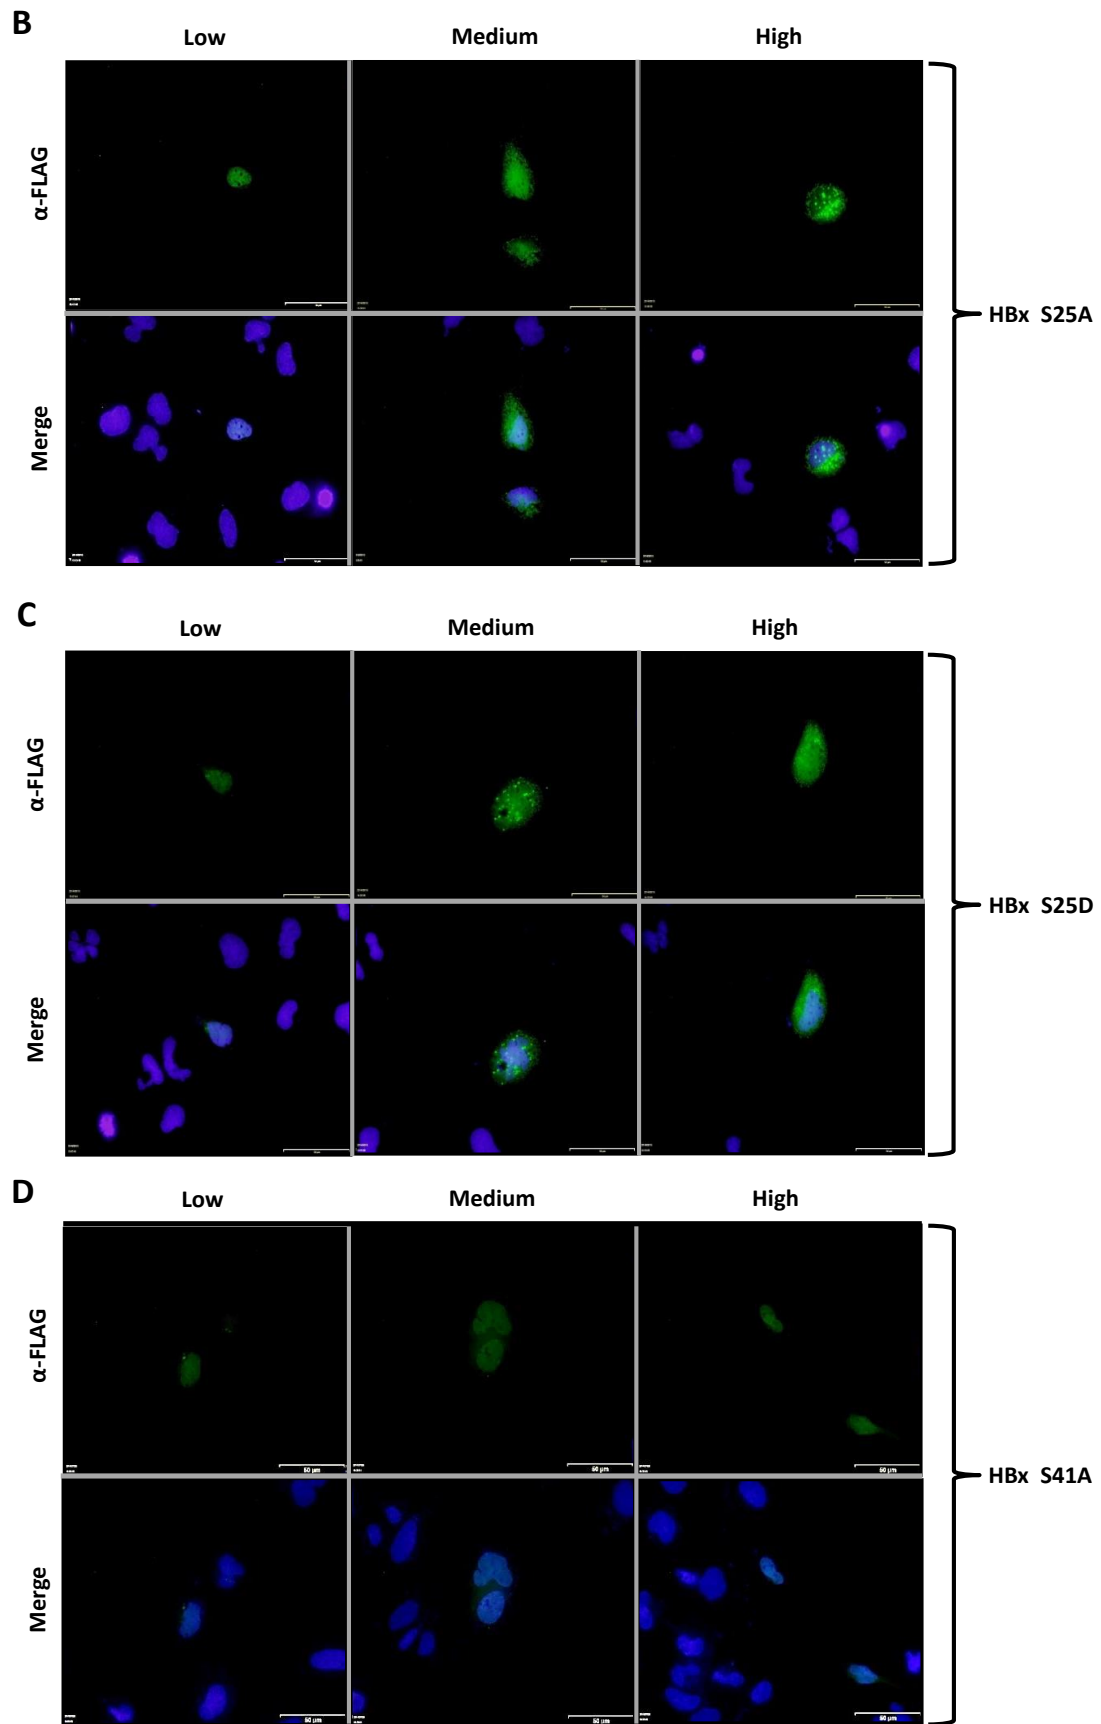 B
Low Medium High
α-FLAG
Merge
HBx S25A
C
Low Medium High
α-FLAG
Merge
HBx S25D
D
Low Medium High
α-FLAG
50 µm 50 µm 50 µm
Merge
50 µm 50 µm 50 µm
HBx S41A